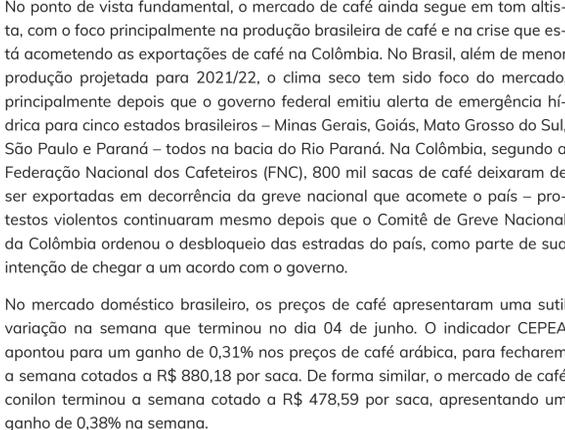 No ponto de vista fundamental, o mercado de café ainda segue em tom altis-
ta, com o foco principalmente na produção brasileira de café e na crise que es-
tá acometendo as exportações de café na Colômbia. No Brasil, além de menor
produção projetada para 2021/22, o clima seco tem sido foco do mercado,
principalmente depois que o governo federal emitiu alerta de emergência hí-
drica para cinco estados brasileiros – Minas Gerais, Goiás, Mato Grosso do Sul,
São Paulo e Paraná – todos na bacia do Rio Paraná. Na Colômbia, segundo a
Federação Nacional dos Cafeteiros (FNC), 800 mil sacas de café deixaram de
ser exportadas em decorrência da greve nacional que acomete o país – pro-
testos violentos continuaram mesmo depois que o Comitê de Greve Nacional
da Colômbia ordenou o desbloqueio das estradas do país, como parte de sua
intenção de chegar a um acordo com o governo.
No mercado doméstico brasileiro, os preços de café apresentaram uma sutil
variação na semana que terminou no dia 04 de junho. O indicador CEPEA
apontou para um ganho de 0,31% nos preços de café arábica, para fecharem
a semana cotados a R$ 880,18 por saca. De forma similar, o mercado de café
conilon terminou a semana cotado a R$ 478,59 por saca, apresentando um
ganho de 0,38% na semana.